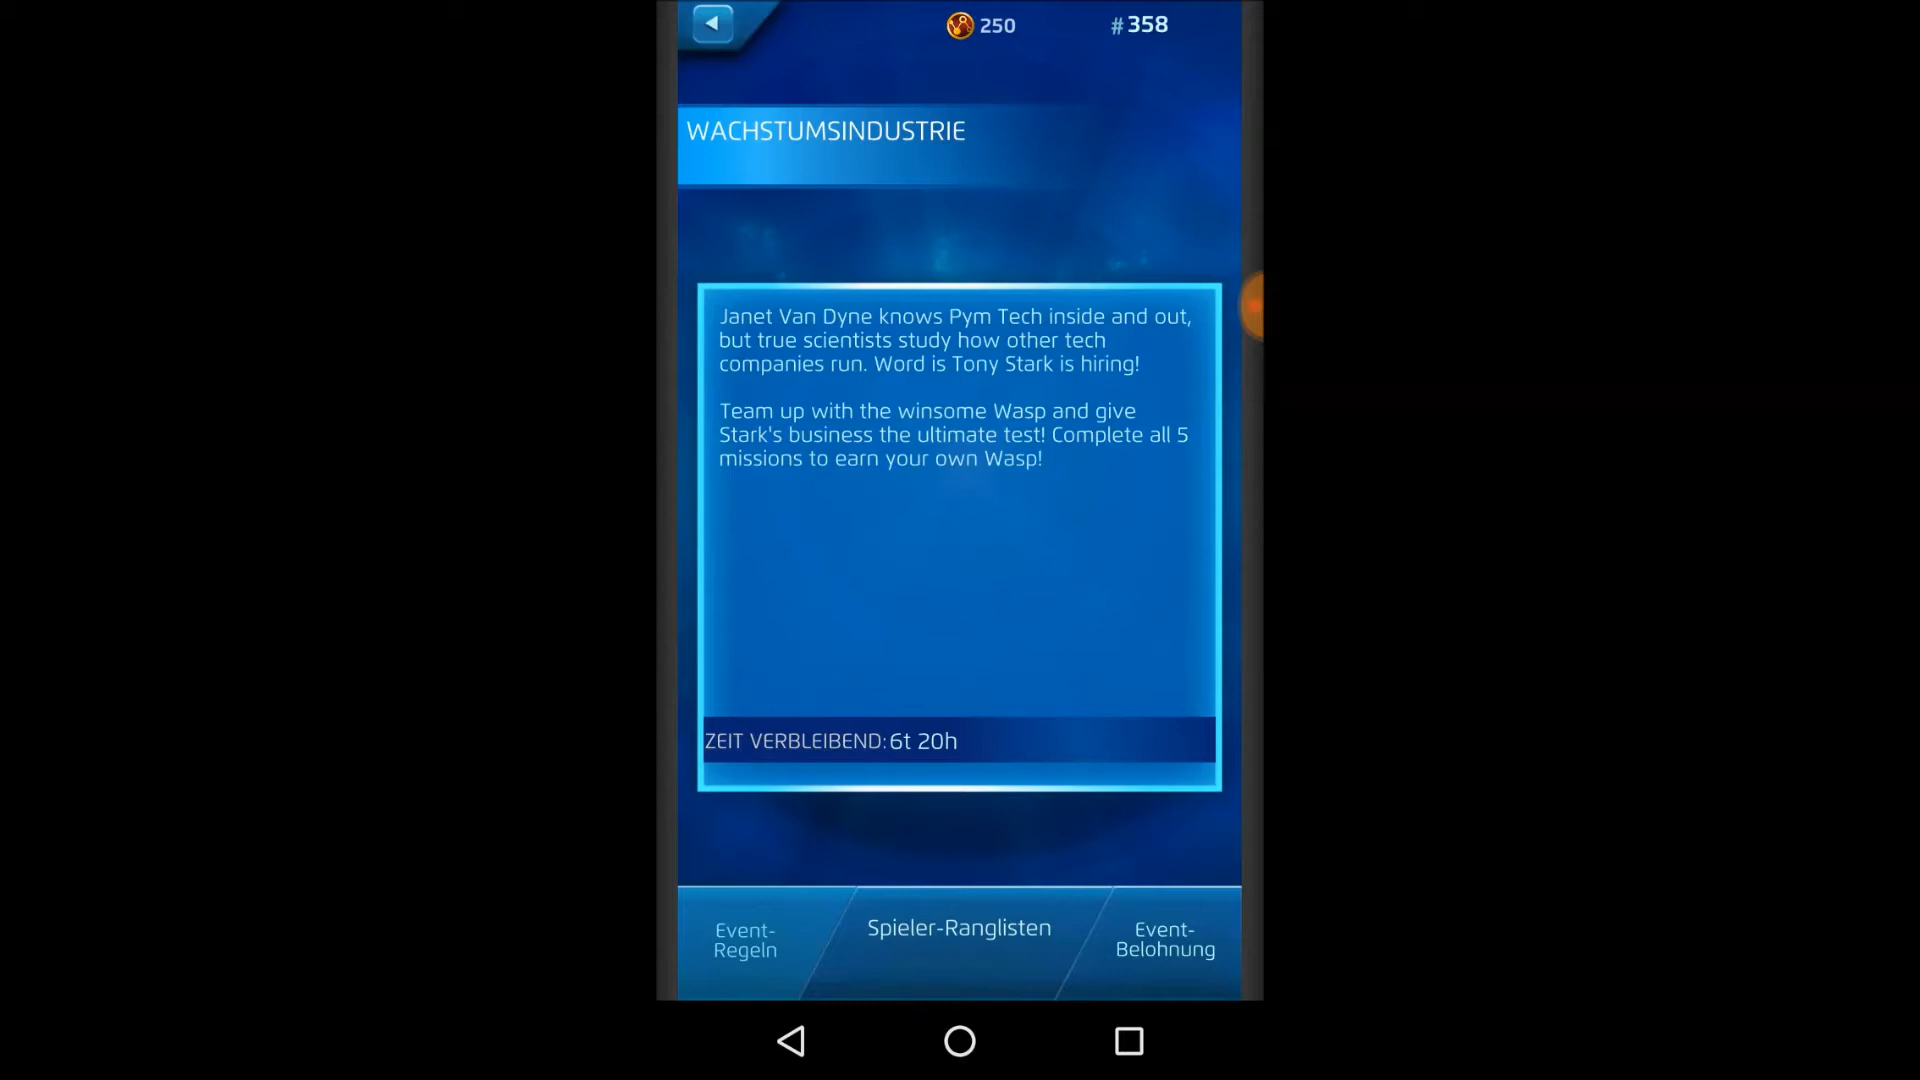 250
#358
WACHSTUMSINDUSTRIE
Janet Van Dyne knows Pym Tech inside and out,
but true scientists study how other tech
companies run. Word is Tony Stark is hiring!
Team up with the winsome Wasp and give
Stark's business the ultimate test! Complete all 5
missions to earn your own Wasp!
ZEIT VERBLEIBEND: 6t 20h
Event-
Regeln
Spieler-Ranglisten
Event-
Belohnung